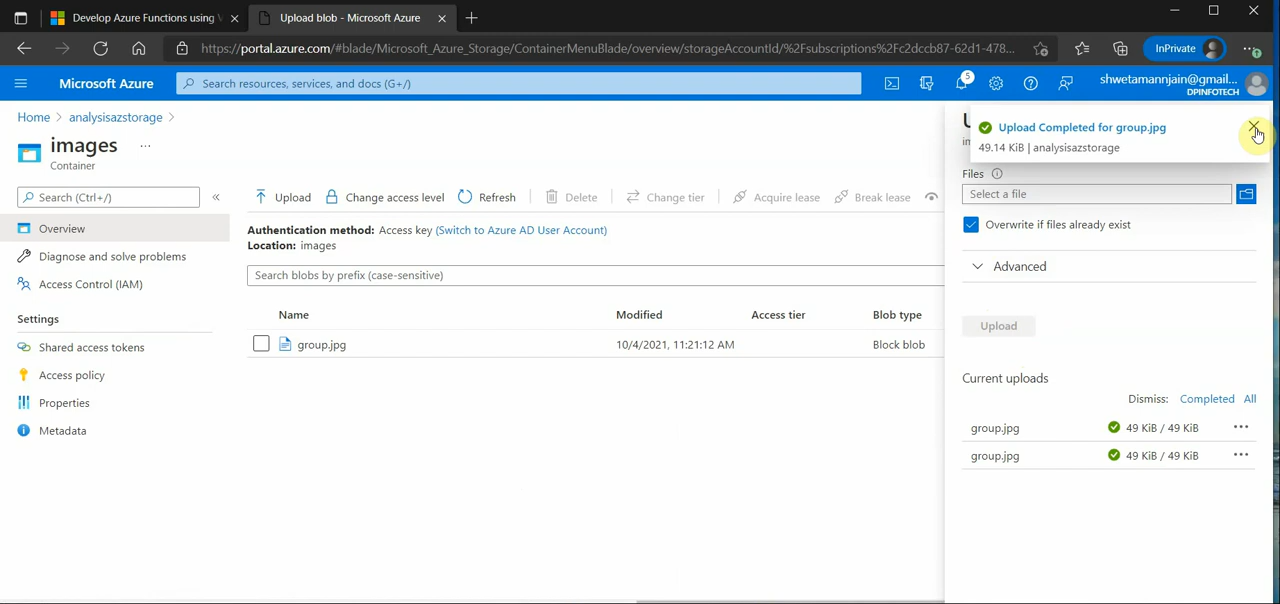 Develop Azure Functions using V
Upload blob - Microsoft Azure
https://portal.azure.com/#blade/Microsoft_Azure_Storage/ContainerMenuBlade/overview/storageAccountId/%2Fsubscriptions%2Fc2dccb87-62d1-478...
InPrivate
Microsoft Azure
Search resources, services, and docs (G+/)
5
shwetamannjain@gmail...
DPINFOTECH
Home > analysisazstorage >
images ...
Container
Upload Completed for group.jpg
49.14 KiB | analysisazstorage
Search (Ctrl+/)
«
Overview
Diagnose and solve problems
Access Control (IAM)
Settings
Shared access tokens
Access policy
Properties
Metadata
Upload
Change access level
Refresh
Delete
Change tier
Acquire lease
Break lease
Authentication method: Access key (Switch to Azure AD User Account)
Location: images
Search blobs by prefix (case-sensitive)
Name Modified Access tier Blob type
group.jpg 10/4/2021, 11:21:12 AM Block blob
Files
Select a file
Overwrite if files already exist
Advanced
Upload
Current uploads
Dismiss: Completed All
group.jpg 49 KiB / 49 KiB ...
group.jpg 49 KiB / 49 KiB ...